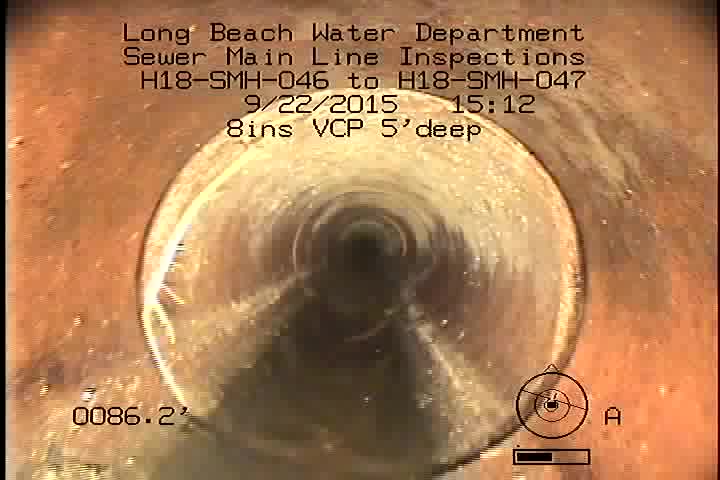 Long Beach Water Department
Sewer Main Line Inspections
H18-SMH-046 to H18-SMH-047
9/22/2015 15:12
8ins VCP 5'deep
0086.2'
A